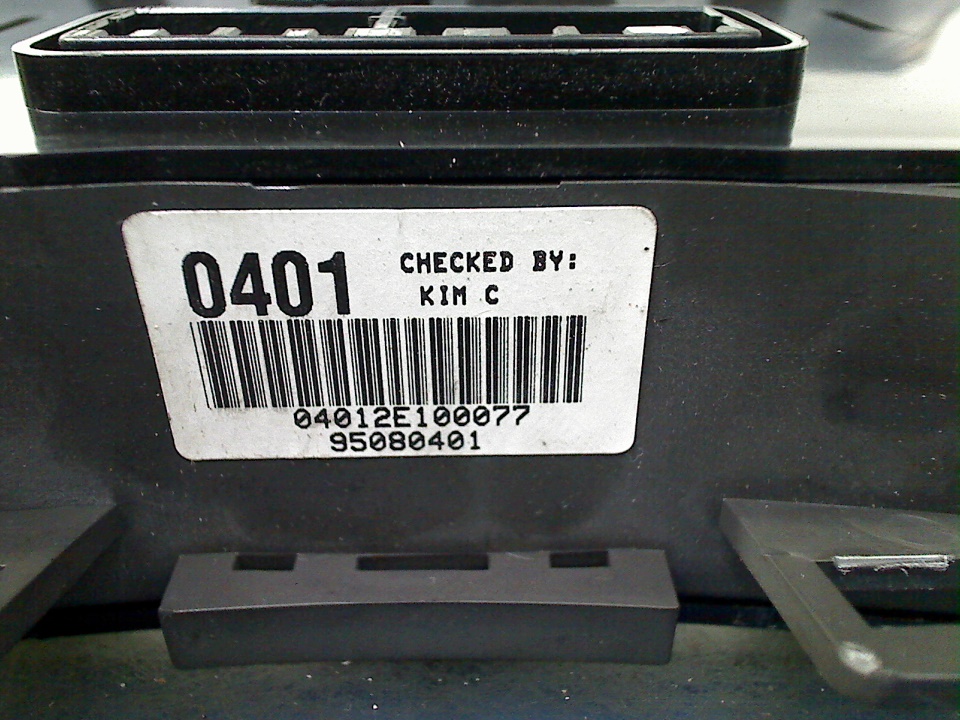 0401 CHECKED BY:
KIM C
04012E100077
95080401